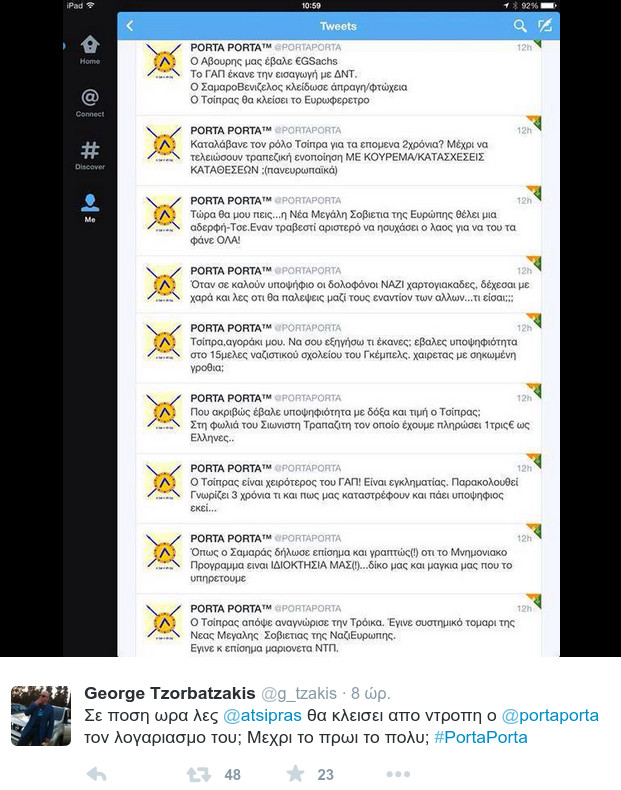 iPad 10:59 92%
Tweets
Home
Connect
Discover
Me
PORTA PORTA™ @PORTAPORTA 12h
Ο Αβουρης μας έβαλε €GSachs
Το ΓΑΠ έκανε την εισαγωγή με ΔΝΤ.
Ο ΣαμαροΒενιζελος κλείδωσε άπραγη/φτώχεια
Ο Τσίπρας θα κλείσει το Ευρωφερετρο
PORTA PORTA™ @PORTAPORTA 12h
Καταλάβανε τον ρόλο Τσίπρα για τα επομενα 2χρόνια? Μέχρι να
τελειώσουν τραπεζική ενοποίηση ΜΕ ΚΟΥΡΕΜΑ/ΚΑΤΑΣΧΕΣΕΙΣ
ΚΑΤΑΘΕΣΕΩΝ ;(πανευρωπαϊκά)
PORTA PORTA™ @PORTAPORTA 12h
Τώρα θα μου πεις...η Νέα Μεγάλη Σοβιετια της Ευρώπης θέλει μια
αδερφή-Τσε.Εναν τραβεστί αριστερό να ησυχάσει ο λαος για να του τα
φάνε ΟΛΑ!
PORTA PORTA™ @PORTAPORTA 12h
Όταν σε καλούν υποψήφιο οι δολοφόνοι ΝΑΖΙ χαρτογιακαδες, δέχεσαι με
χαρά και λες οτι θα παλεψεις μαζί τους εναντίον των αλλων...τι είσαι;;;
PORTA PORTA™ @PORTAPORTA 12h
Τσίπρα,αγοράκι μου. Να σου εξηγήσω τι έκανες; εβαλες υποψηφιότητα
στο 15μελες ναζιστικού σχολείου του Γκέμπελς. χαιρετας με σηκωμένη
γροθια;
PORTA PORTA™ @PORTAPORTA 12h
Που ακριβώς έβαλε υποψηφιότητα με δόξα και τιμή ο Τσίπρας;
Στη φωλιά του Σιωνιστη Τραπαζιτη τον οποίο έχουμε πληρώσει 1τρις€ ως
Ελληνες..
PORTA PORTA™ @PORTAPORTA 12h
Ο Τσίπρας είναι χειρότερος του ΓΑΠ! Είναι εγκληματίας. Παρακολουθεί
Γνωρίζει 3 χρόνια τι και πως μας καταστρέφουν και πάει υποψηφιος
εκεί...
PORTA PORTA™ @PORTAPORTA 12h
Όπως ο Σαμαράς δήλωσε επίσημα και γραπτώς(!) οτι το Μνημονιακο
Προγραμμα ειναι ΙΔΙΟΚΤΗΣΙΑ ΜΑΣ(!)...δίκο μας και μαγκια μας που το
υπηρετουμε
PORTA PORTA™ @PORTAPORTA 12h
Ο Τσίπρας απόψε αναγνώρισε την Τρόικα. Έγινε συστημικό τομαρι της
Νεας Μεγαλης Σοβιετιας της ΝαζιΕυρωπης.
Εγινε κ επίσημα μαριονετα ΝΤΠ.
George Tzorbatzakis @g_tzakis · 8 ώρ.
Σε ποση ωρα λες @atsipras θα κλεισει απο ντροπη ο @portaporta
τον λογαριασμο του; Μεχρι το πρωι το πολυ; #PortaPorta
48 23